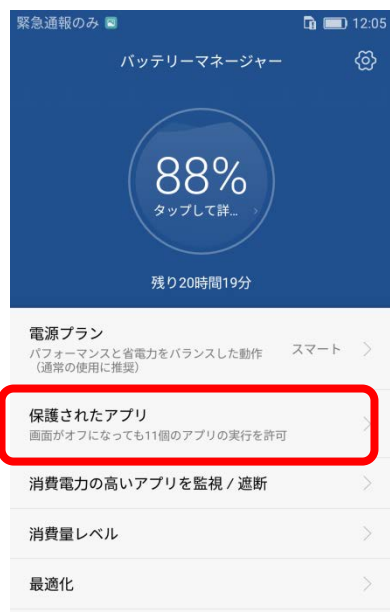 緊急通報のみ 12:05
バッテリーマネージャー
88%
タップして詳...
残り20時間19分
電源プラン
パフォーマンスと省電力をバランスした動作 スマート
（通常の使用に推奨）
保護されたアプリ
画面がオフになっても11個のアプリの実行を許可
消費電力の高いアプリを監視 / 遮断
消費量レベル
最適化